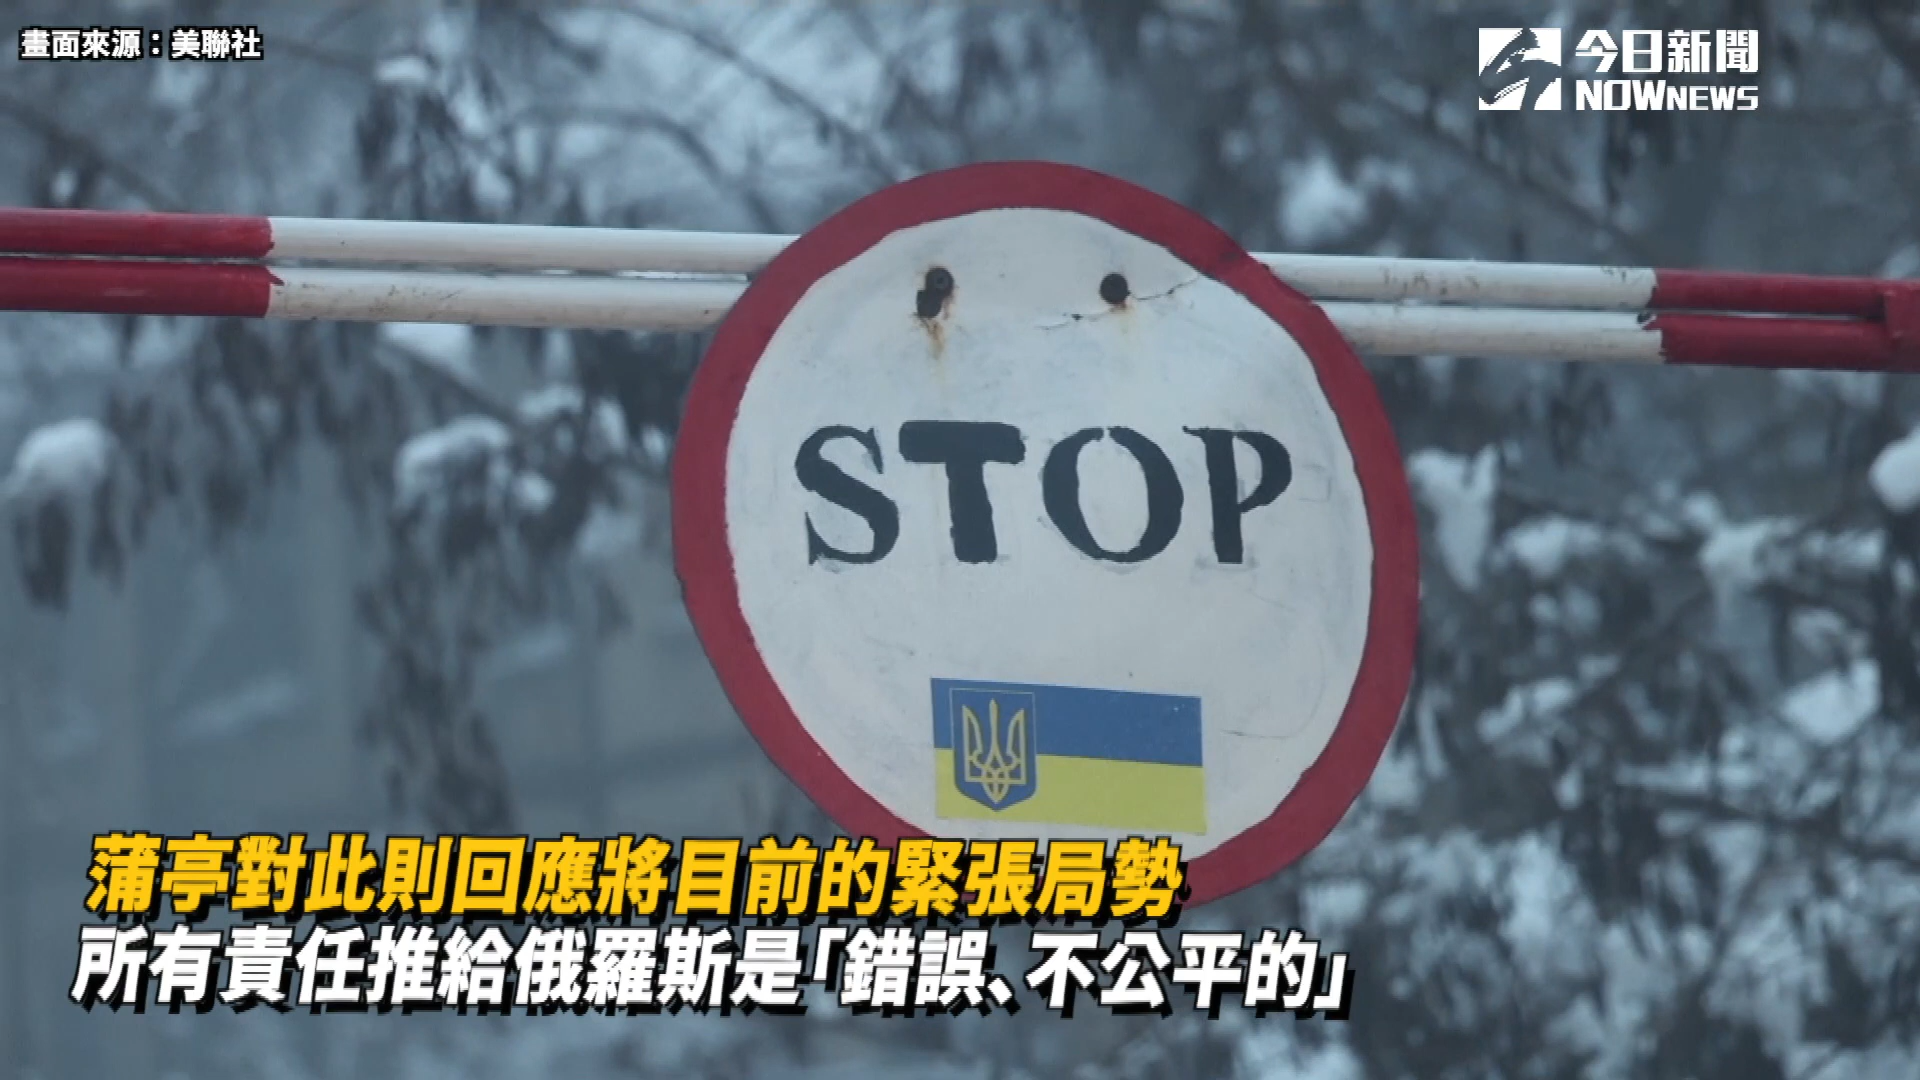 畫面來源：美聯社
今日新聞
NOWNEWS
STOP
蒲亭對此則回應將目前的緊張局勢
所有責任推給俄羅斯是「錯誤、不公平的」